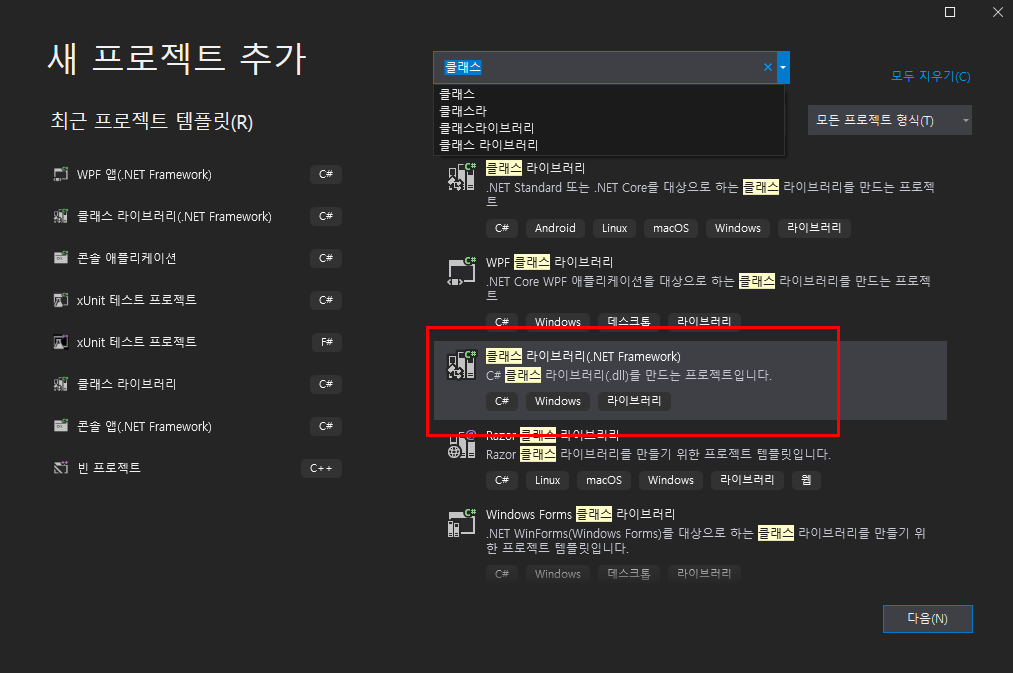 새 프로젝트 추가
최근 프로젝트 템플릿(R)
WPF 앱(.NET Framework) C#
클래스 라이브러리(.NET Framework) C#
콘솔 애플리케이션 C#
xUnit 테스트 프로젝트 C#
xUnit 테스트 프로젝트 F#
클래스 라이브러리 C#
콘솔 앱(.NET Framework) C#
빈 프로젝트 C++
클래스
모두 지우기(C)
클래스
클래스라
클래스라이브러리
클래스 라이브러리
모든 프로젝트 형식(T)
클래스 라이브러리
.NET Standard 또는 .NET Core를 대상으로 하는 클래스 라이브러리를 만드는 프로젝
트
C# Android Linux macOS Windows 라이브러리
WPF 클래스 라이브러리
.NET Core WPF 애플리케이션을 대상으로 하는 클래스 라이브러리를 만드는 프로젝
트
C# Windows 데스크톱 라이브러리
클래스 라이브러리(.NET Framework)
C# 클래스 라이브러리(.dll)를 만드는 프로젝트입니다.
C# Windows 라이브러리
Razor 클래스 라이브러리
Razor 클래스 라이브러리를 만들기 위한 프로젝트 템플릿입니다.
C# Linux macOS Windows 라이브러리 웹
Windows Forms 클래스 라이브러리
.NET WinForms(Windows Forms)를 대상으로 하는 클래스 라이브러리를 만들기 위
한 프로젝트 템플릿입니다.
C# Windows 데스크톱 라이브러리
다음(N)